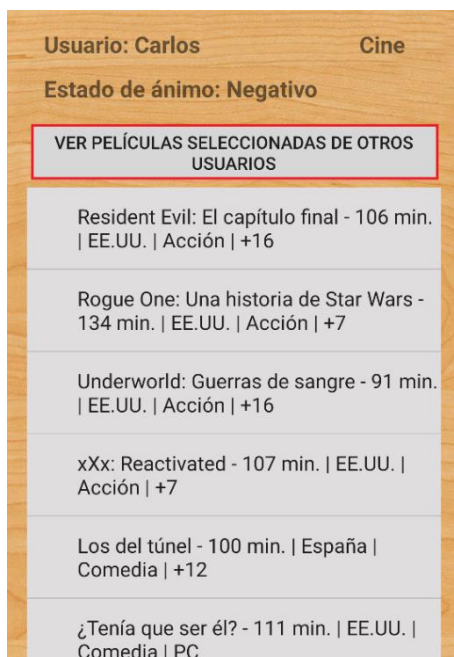 Usuario: Carlos Cine
Estado de ánimo: Negativo
VER PELÍCULAS SELECCIONADAS DE OTROS
USUARIOS
Resident Evil: El capítulo final - 106 min.
| EE.UU. | Acción | +16
Rogue One: Una historia de Star Wars -
134 min. | EE.UU. | Acción | +7
Underworld: Guerras de sangre - 91 min.
| EE.UU. | Acción | +16
xXx: Reactivated - 107 min. | EE.UU. |
Acción | +7
Los del túnel - 100 min. | España |
Comedia | +12
¿Tenía que ser él? - 111 min. | EE.UU. |
Comedia | PC